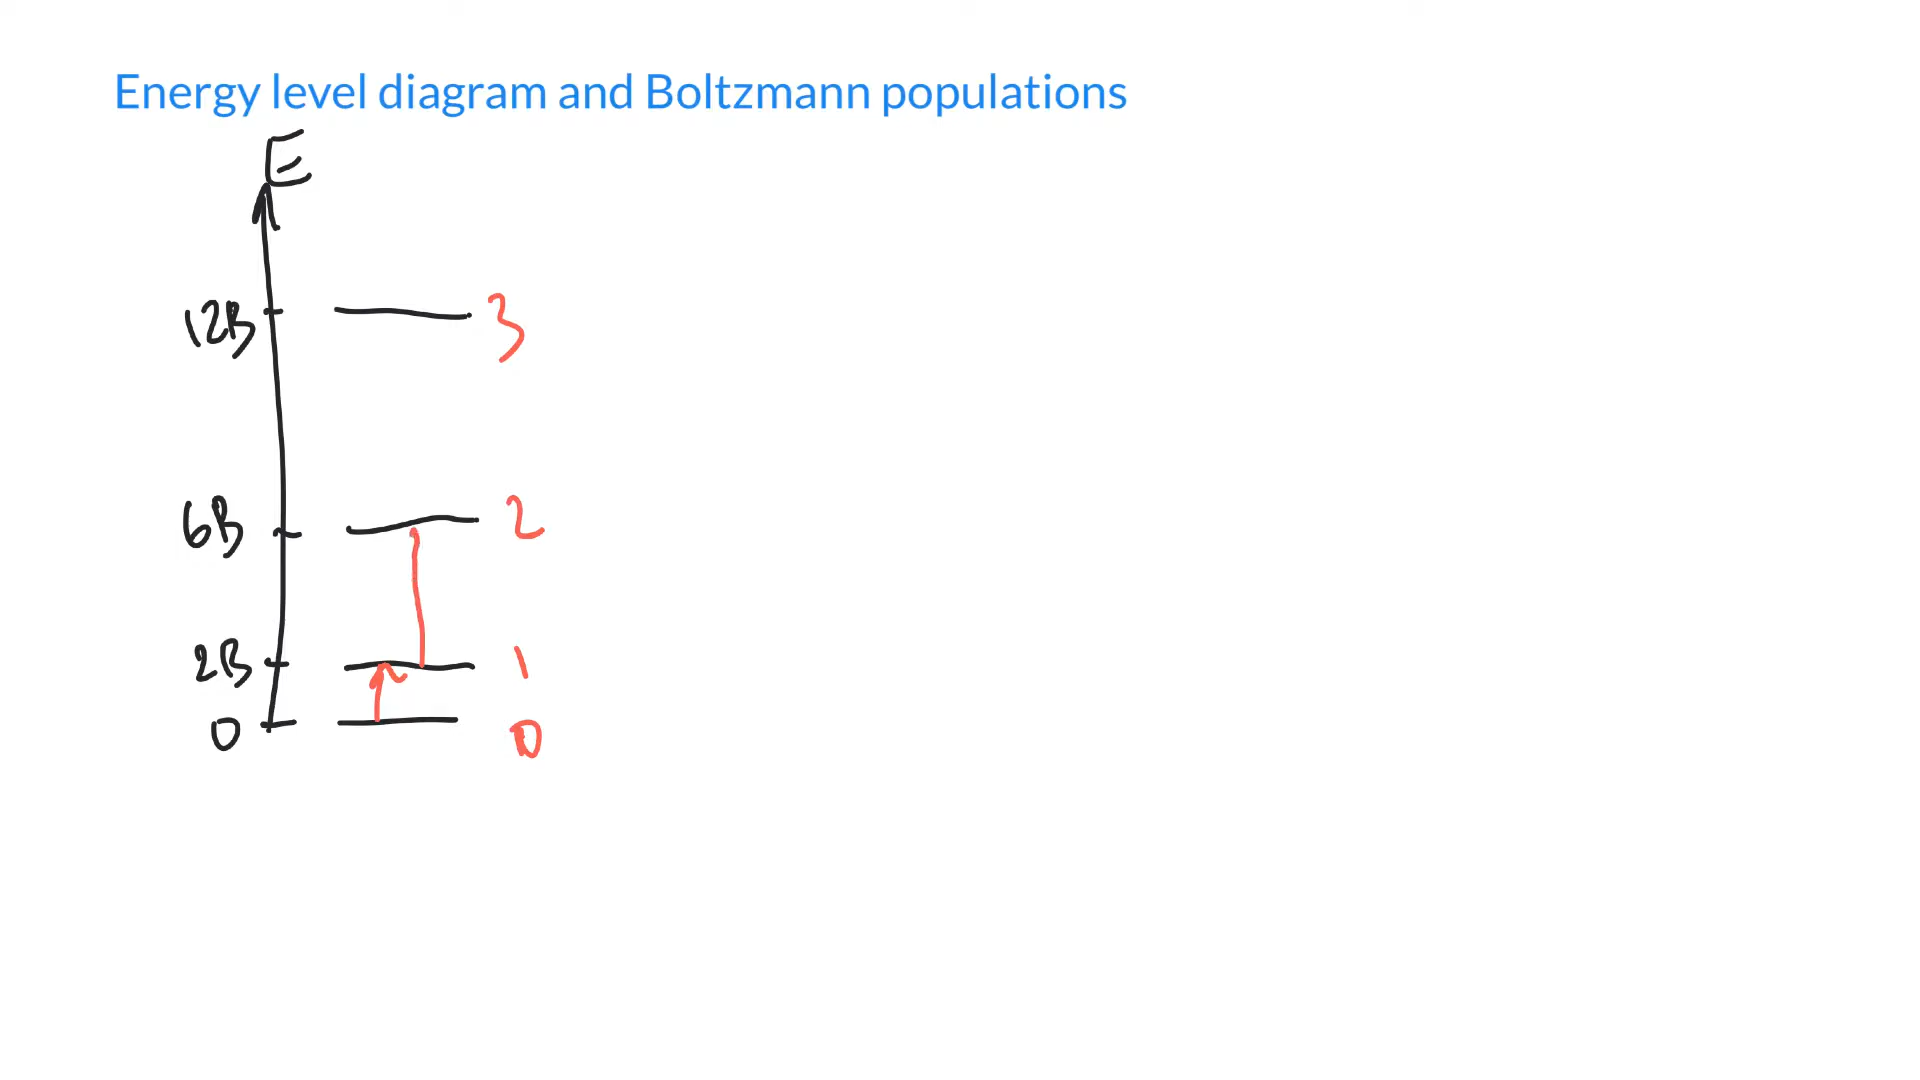 Energy level diagram and Boltzmann populations
E
12B 3
6B 2
2B 1
0 0